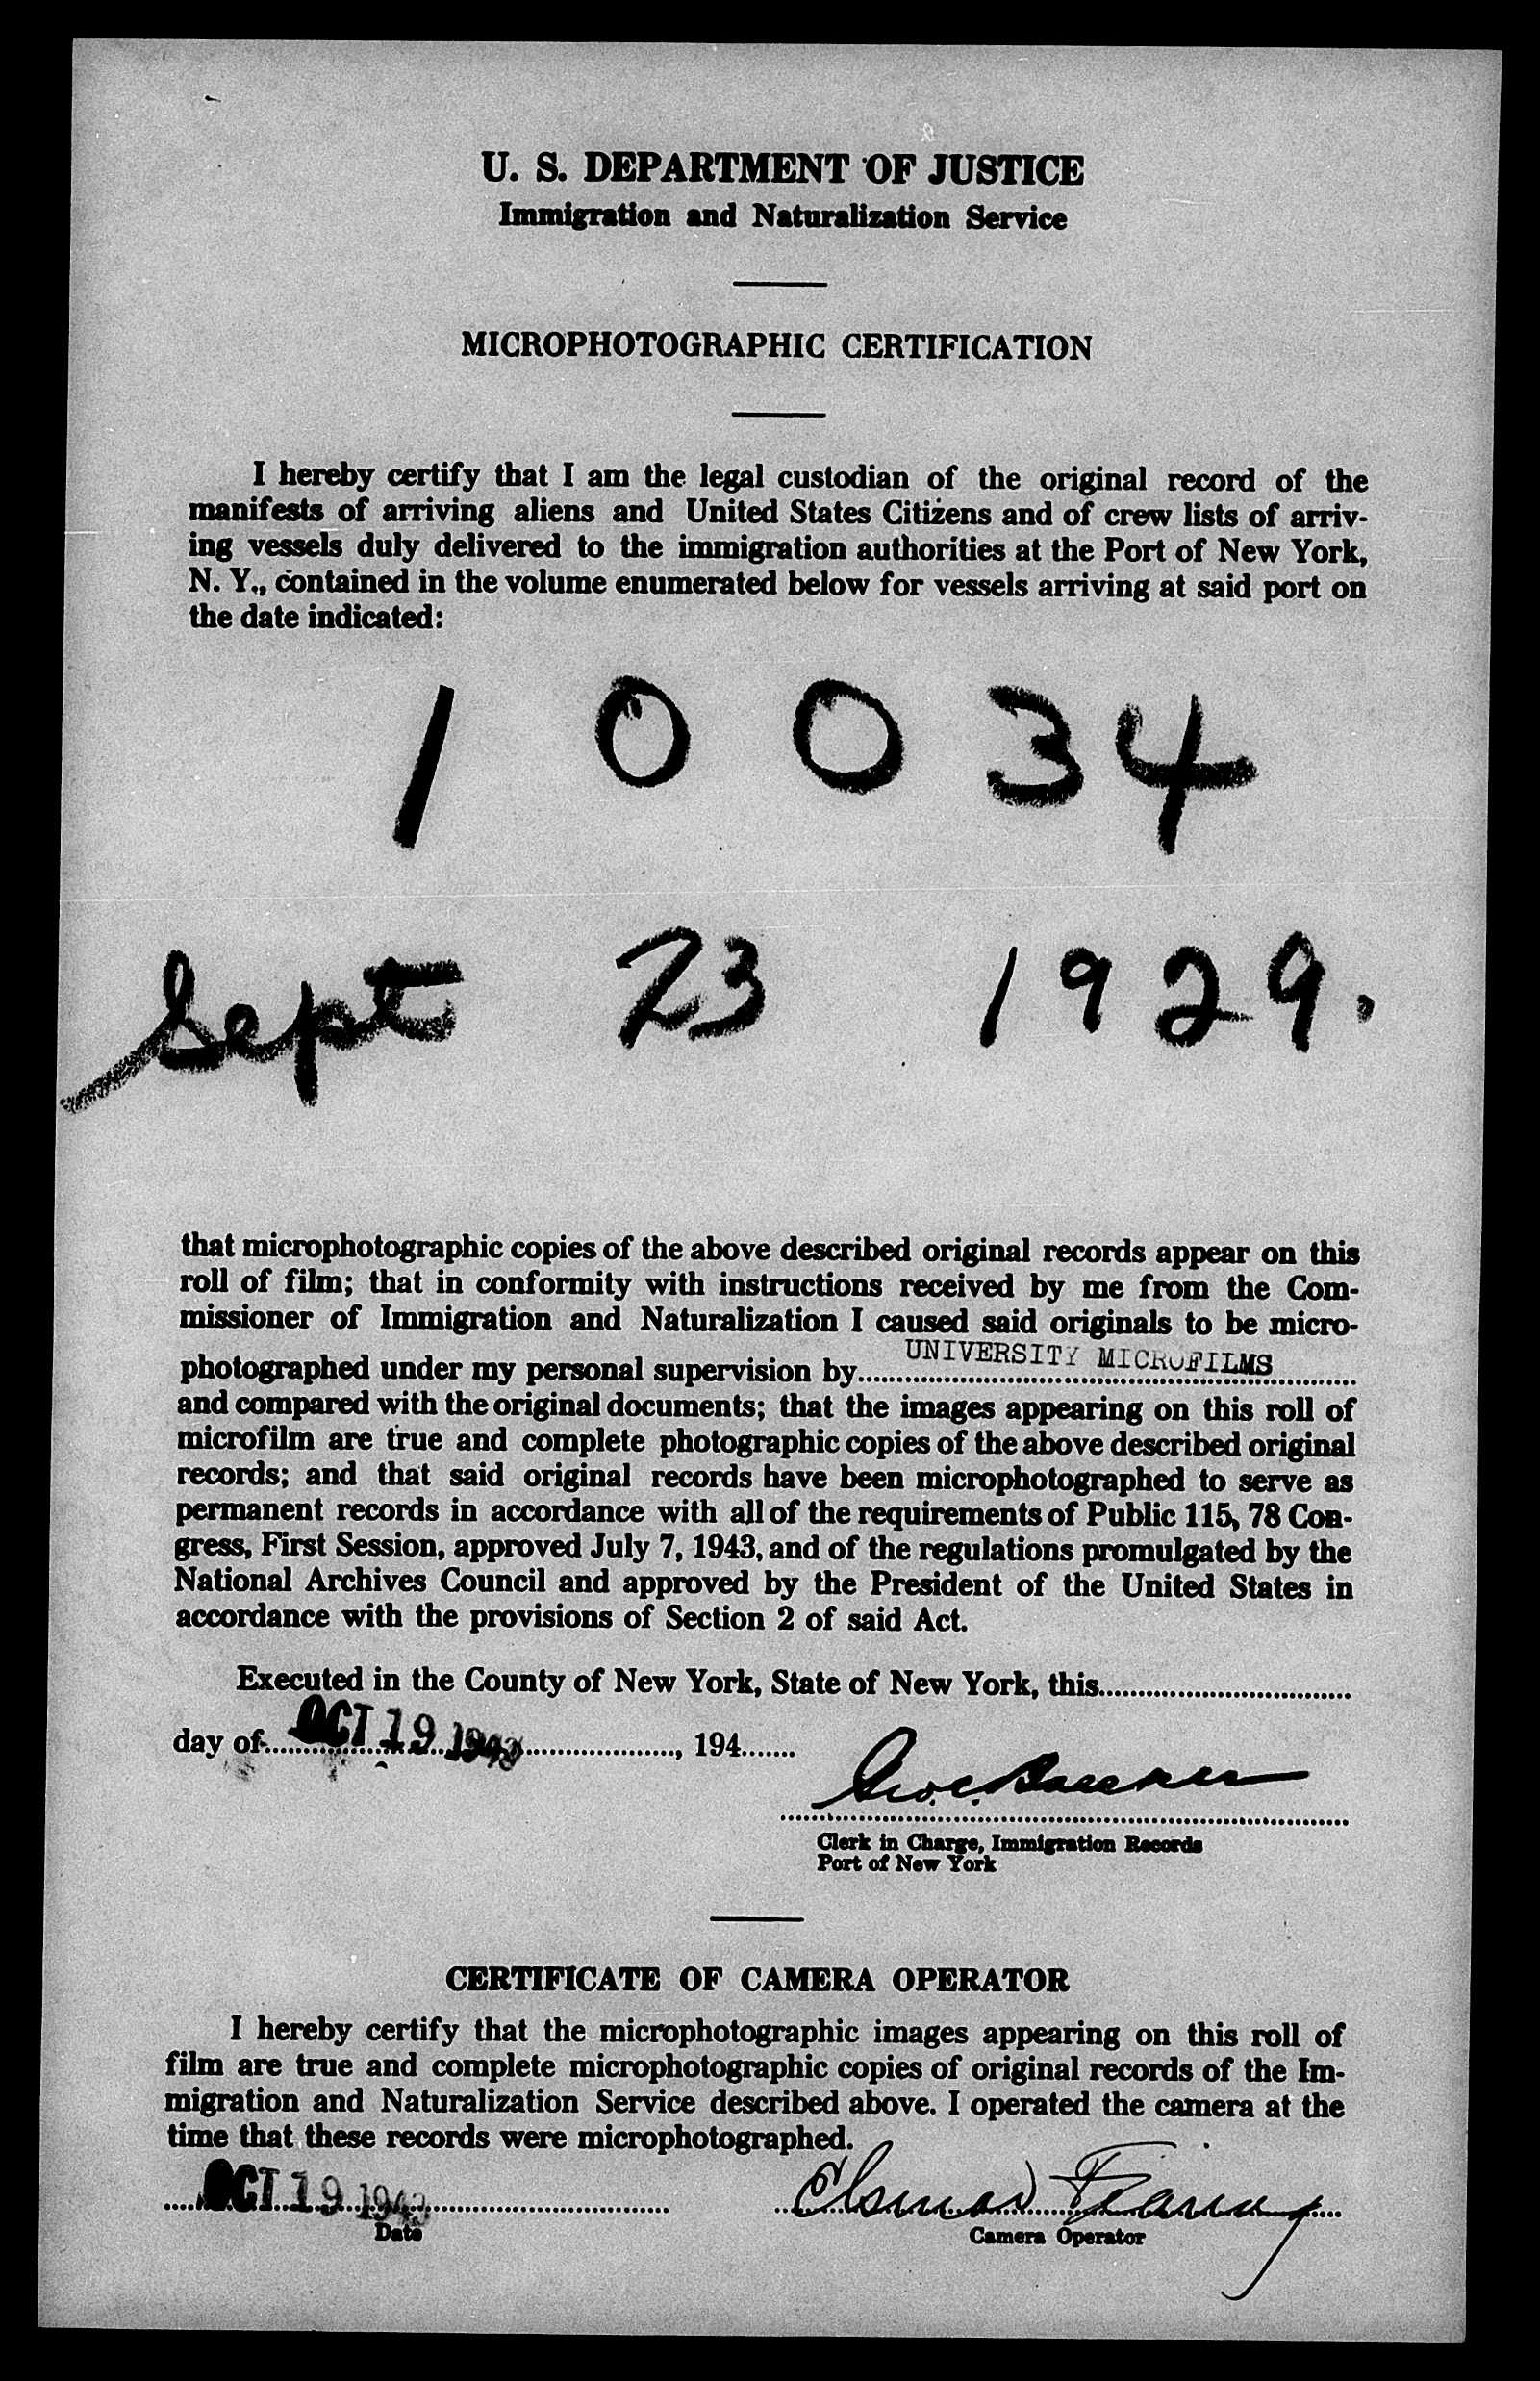 U. S. DEPARTMENT OF JUSTICE
Immigration and Naturalization Service
MICROPHOTOGRAPHIC CERTIFICATION
I hereby certify that I am the legal custodian of the original record of the
manifests of arriving aliens and United States Citizens and of crew lists of arriv-
ing vessels duly delivered to the immigration authorities at the Port of New York,
N. Y., contained in the volume enumerated below for vessels arriving at said port on
the date indicated:
1 0 0 3 4
Sept 23 1929.
that microphotographic copies of the above described original records appear on this
roll of film; that in conformity with instructions received by me from the Com-
missioner of Immigration and Naturalization I caused said originals to be micro-
photographed under my personal supervision by UNIVERSITY MICROFILMS
and compared with the original documents; that the images appearing on this roll of
microfilm are true and complete photographic copies of the above described original
records; and that said original records have been microphotographed to serve as
permanent records in accordance with all of the requirements of Public 115, 78 Con-
gress, First Session, approved July 7, 1943, and of the regulations promulgated by the
National Archives Council and approved by the President of the United States in
accordance with the provisions of Section 2 of said Act.
Executed in the County of New York, State of New York, this
day of OCT 19 1943, 194
Geo. C.
Clerk in Charge, Immigration Records
Port of New York
CERTIFICATE OF CAMERA OPERATOR
I hereby certify that the microphotographic images appearing on this roll of
film are true and complete microphotographic copies of original records of the Im-
migration and Naturalization Service described above. I operated the camera at the
time that these records were microphotographed.
OCT 19 1943
Date
Camera Operator